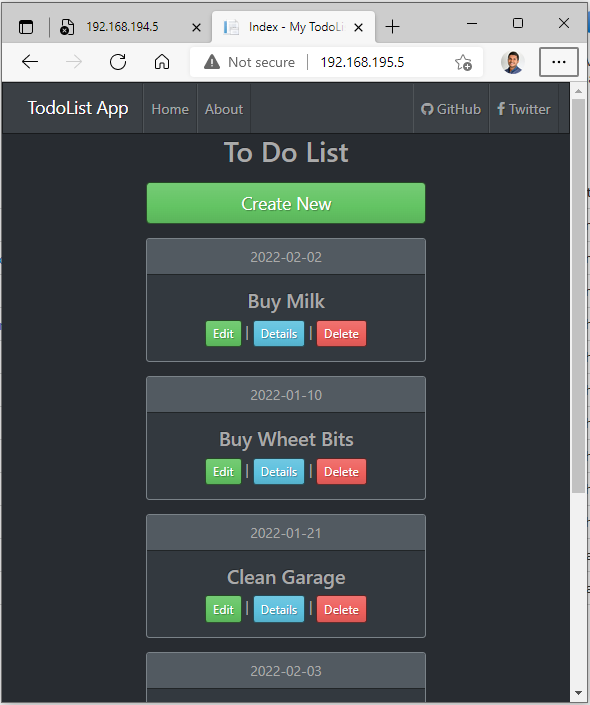 192.168.194.5
Index - My TodoLi
Not secure
192.168.195.5
TodoList App
Home
About
GitHub
Twitter
To Do List
Create New
2022-02-02
Buy Milk
Edit | Details | Delete
2022-01-10
Buy Wheet Bits
Edit | Details | Delete
2022-01-21
Clean Garage
Edit | Details | Delete
2022-02-03